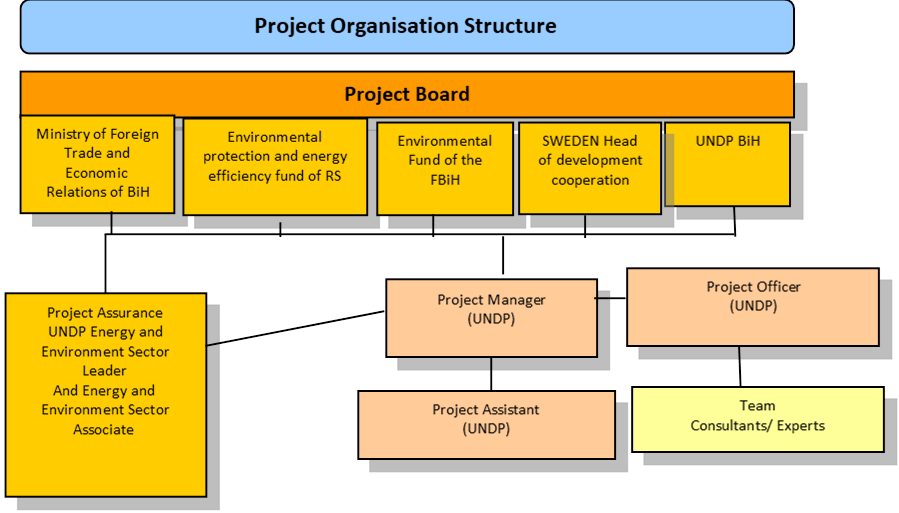 Project Organisation Structure
Project Board
Ministry of Foreign
Trade and
Economic
Relations of BiH
Environmental
protection and energy
efficiency fund of RS
Environmental
Fund of the
FBiH
SWEDEN Head
of development
cooperation
UNDP BiH
Project Assurance
UNDP Energy and
Environment Sector
Leader
And Energy and
Environment Sector
Associate
Project Manager
(UNDP)
Project Officer
(UNDP)
Project Assistant
(UNDP)
Team
Consultants/ Experts